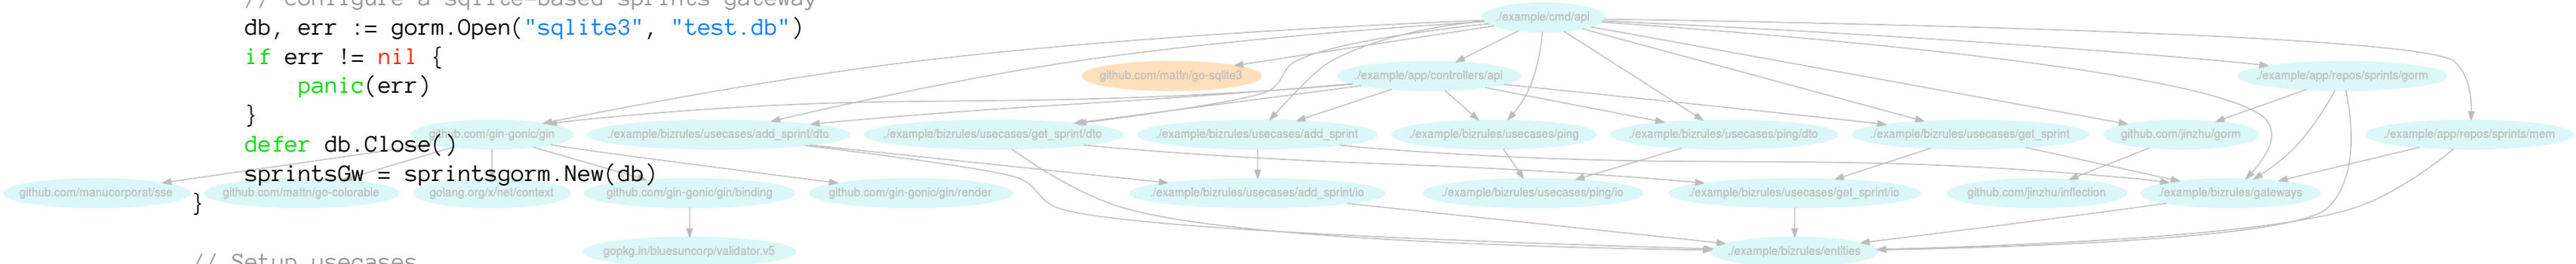 // configure a sqlite-based sprints gateway
db, err := gorm.Open("sqlite3", "test.db")
if err != nil {
panic(err)
}
defer db.Close()
sprintsGw = sprintsgorm.New(db)
}
// Setup usecases
./example/cmd/api
github.com/mattn/go-sqlite3
./example/app/controllers/api
./example/app/repos/sprints/gorm
github.com/gin-gonic/gin
./example/bizrules/usecases/add_sprint/dto
./example/bizrules/usecases/get_sprint/dto
./example/bizrules/usecases/add_sprint
./example/bizrules/usecases/ping
./example/bizrules/usecases/ping/dto
./example/bizrules/usecases/get_sprint
github.com/jinzhu/gorm
./example/app/repos/sprints/mem
github.com/manucorporat/sse
github.com/mattn/go-colorable
golang.org/x/net/context
github.com/gin-gonic/gin/binding
github.com/gin-gonic/gin/render
./example/bizrules/usecases/add_sprint/io
./example/bizrules/usecases/ping/io
./example/bizrules/usecases/get_sprint/io
github.com/jinzhu/inflection
./example/bizrules/gateways
gopkg.in/bluesuncorp/validator.v5
./example/bizrules/entities